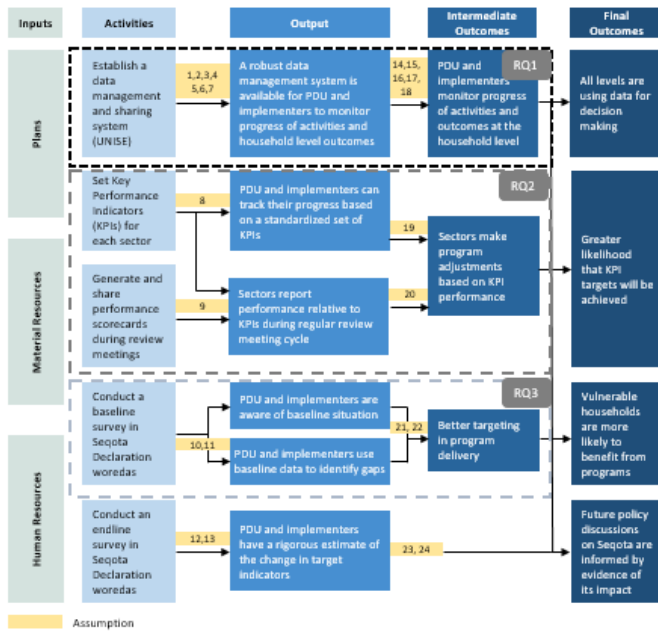 Inputs
Activities
Output
Intermediate
Outcomes
Final
Outcomes
Plans
Material Resources
Human Resources
RQ1
Establish a
data
management
and sharing
system
(UNISE)
1,2,3,4
5,6,7
A robust data
management system is
available for PDU and
implementers to monitor
progress of activities and
household level outcomes
14,15,
16,17,
18
PDU and
implementers
monitor progress
of activities and
outcomes at the
household level
All levels are
using data for
decision
making
RQ2
Set Key
Performance
Indicators
(KPIs) for
each sector
8
PDU and implementers can
track their progress based
on a standardized set of
KPIs
19
Generate and
share
performance
scorecards
during review
meetings
9
Sectors report
performance relative to
KPIs during regular review
meeting cycle
20
Sectors make
program
adjustments
based on KPI
performance
Greater
likelihood
that KPI
targets will be
achieved
RQ3
Conduct a
baseline
survey in
Seqota
Declaration
woredas
10,11
PDU and implementers are
aware of baseline situation
PDU and implementers use
baseline data to identify gaps
21, 22
Better targeting
in program
delivery
Vulnerable
households
are more
likely to
benefit from
programs
Conduct an
endline
survey in
Seqota
Declaration
woredas
12,13
PDU and implementers
have a rigorous estimate of
the change in target
indicators
23, 24
Future policy
discussions
on Seqota are
informed by
evidence of
its impact
Assumption